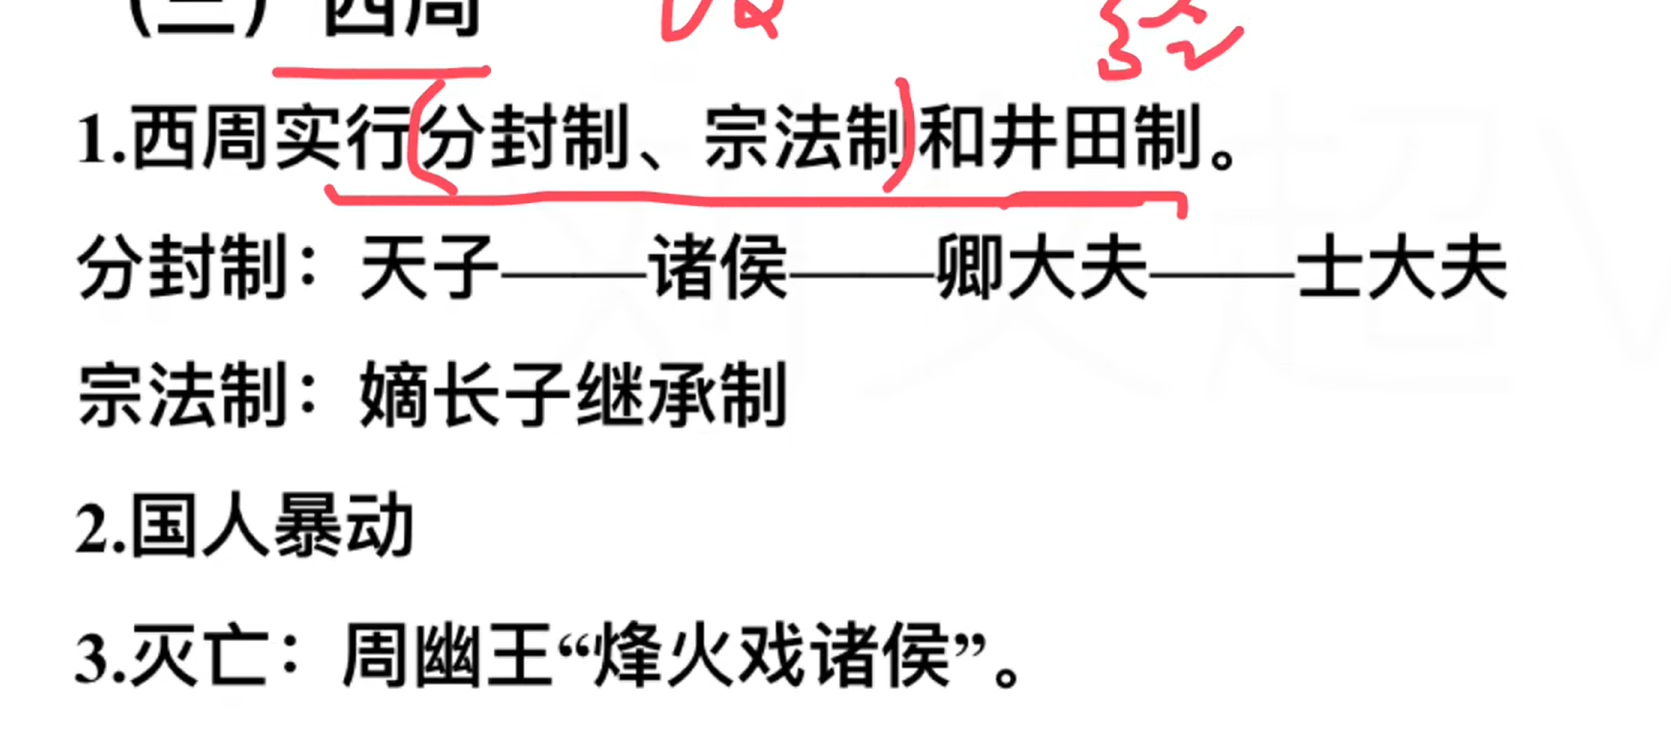 （三）西周
1.西周实行分封制、宗法制和井田制。
分封制：天子——诸侯——卿大夫——士大夫
宗法制：嫡长子继承制
2.国人暴动
3.灭亡：周幽王“烽火戏诸侯”。